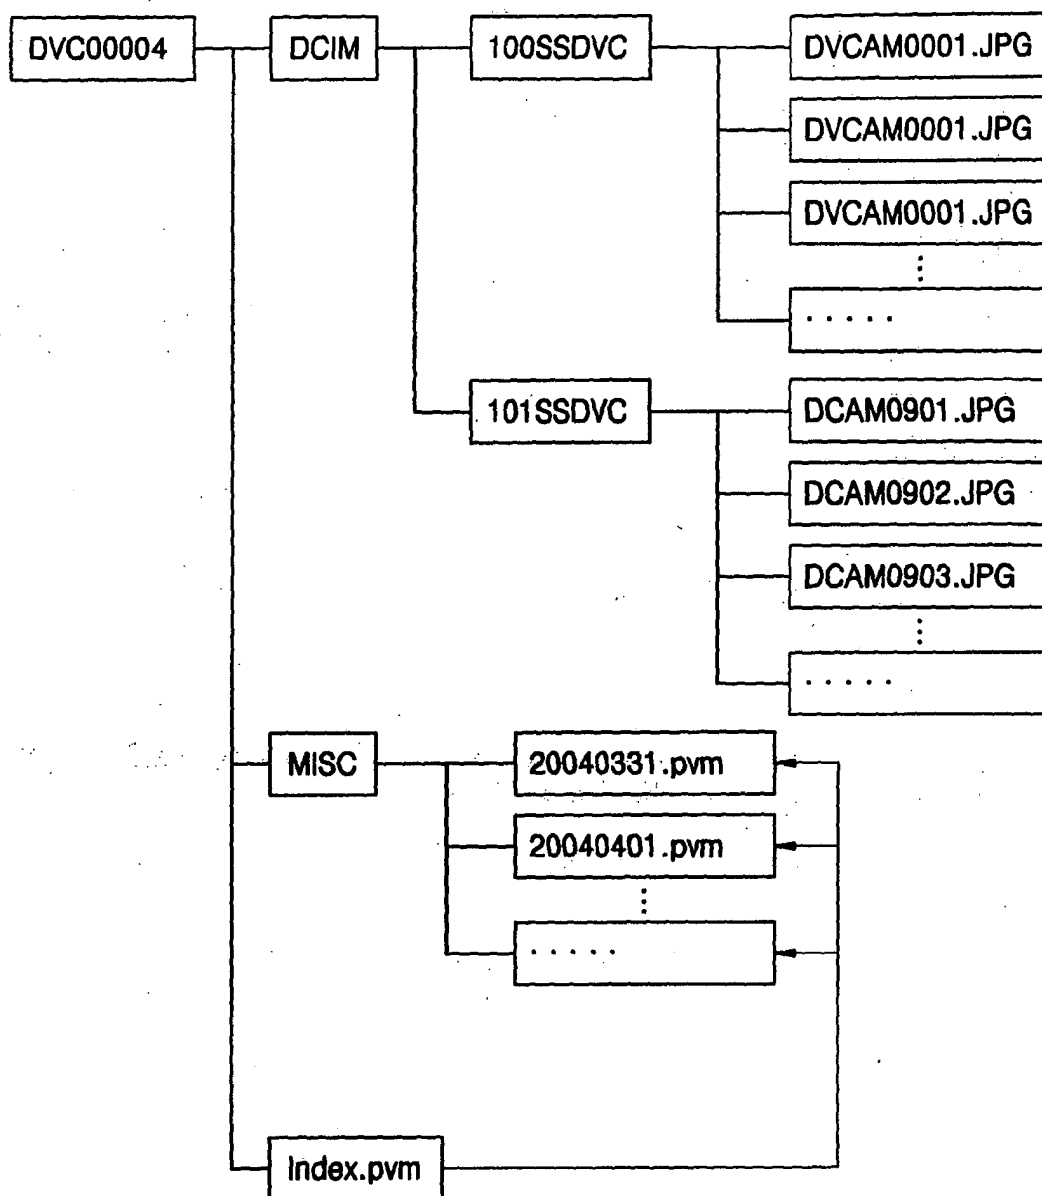 DVC00004
DCIM
100SSDVC
DVCAM0001.JPG
DVCAM0001.JPG
DVCAM0001.JPG
.....
101SSDVC
DCAM0901.JPG
DCAM0902.JPG
DCAM0903.JPG
.....
MISC
20040331.pvm
20040401.pvm
.....
Index.pvm